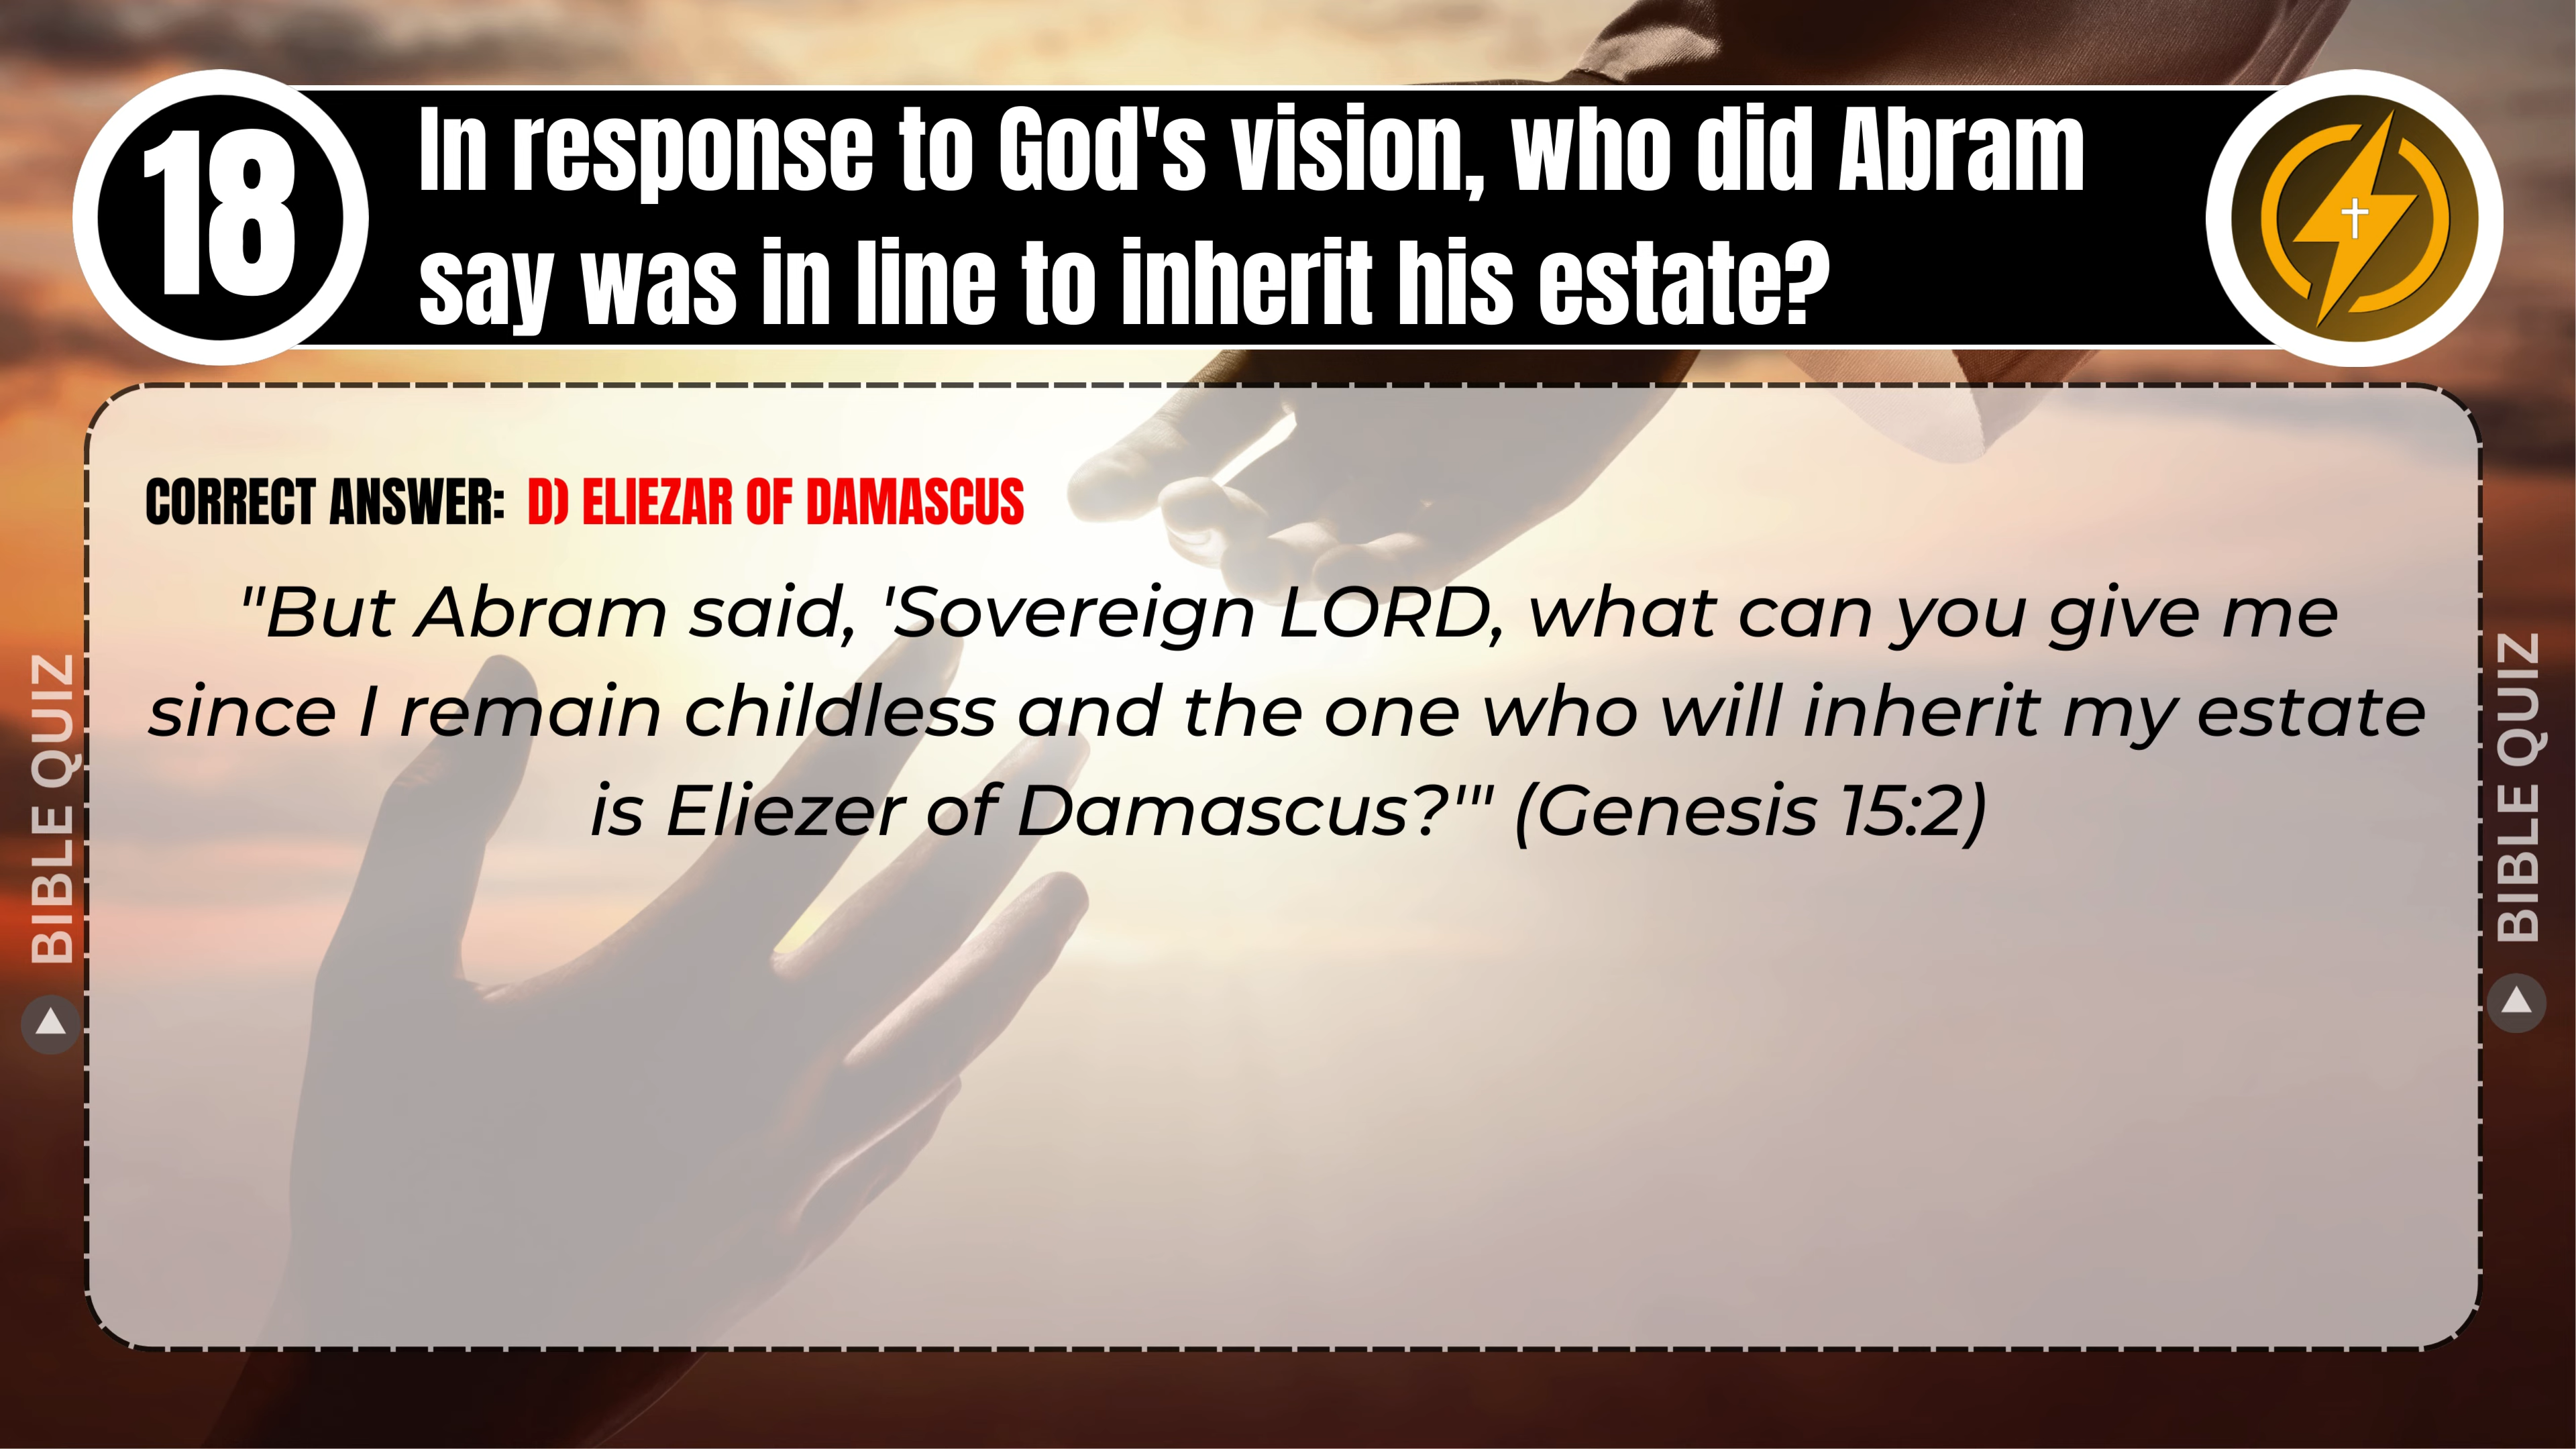 18
In response to God's vision, who did Abram
say was in line to inherit his estate?
CORRECT ANSWER: D) ELIEZAR OF DAMASCUS
"But Abram said, 'Sovereign LORD, what can you give me
since I remain childless and the one who will inherit my estate
is Eliezer of Damascus?'" (Genesis 15:2)
BIBLE QUIZ
BIBLE QUIZ